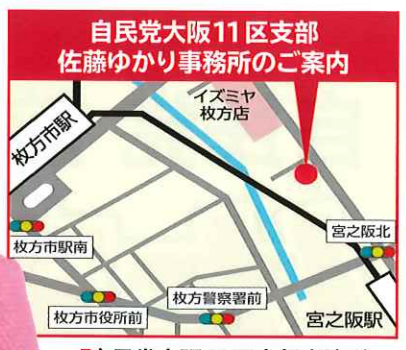 自民党大阪11区支部
佐藤ゆかり事務所のご案内
イズミヤ
枚方店
枚方市駅
宮之阪北
枚方市駅南
枚方警察署前
枚方市役所前
宮之阪駅